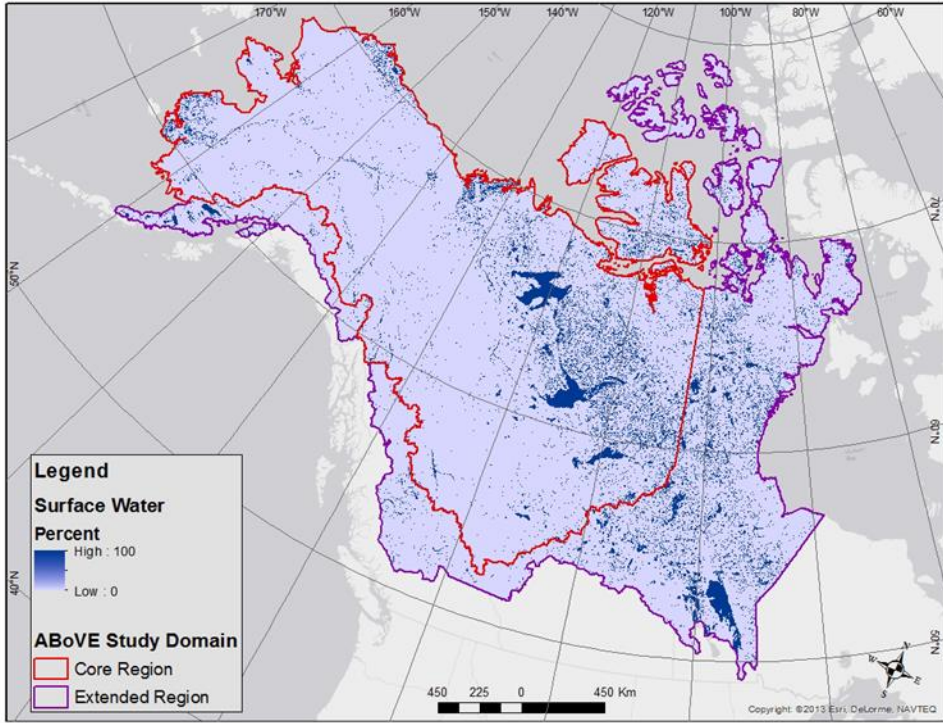 170°W 160°W 150°W 140°W 120°W 100°W 80°W 60°W
70°N
50°N
60°N
40°N
50°N
Legend
Surface Water
Percent
High : 100
Low : 0
ABoVE Study Domain
Core Region
Extended Region
450 225 0 450 Km
N
W E
S
Copyright: ©2013 Esri, DeLorme, NAVTEQ